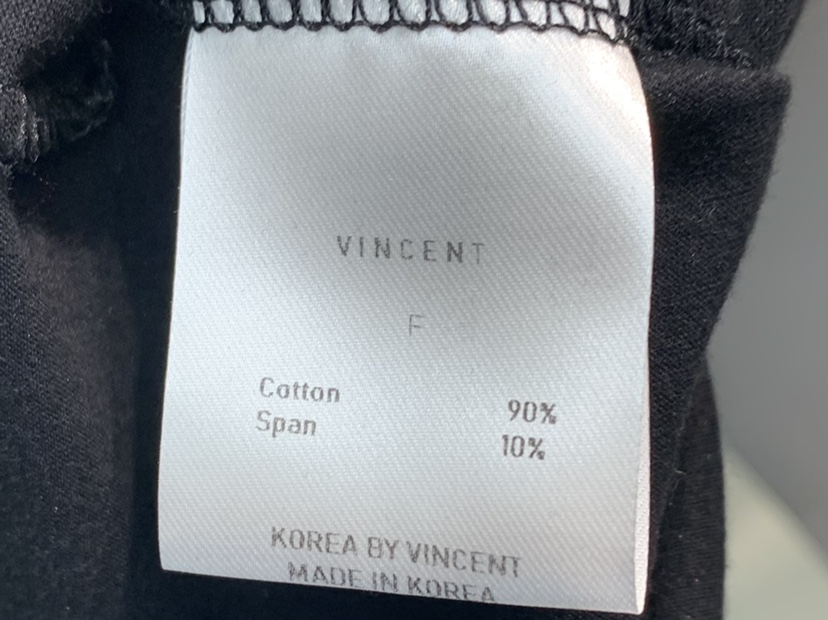 VINCENT
F
Cotton 90%
Span 10%
KOREA BY VINCENT
MADE IN KOREA